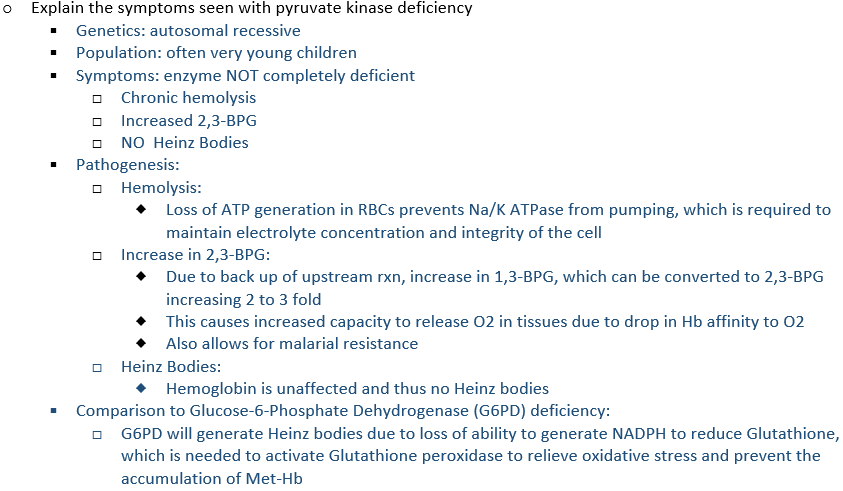 Explain the symptoms seen with pyruvate kinase deficiency
Genetics: autosomal recessive
Population: often very young children
Symptoms: enzyme NOT completely deficient
Chronic hemolysis
Increased 2,3-BPG
NO  Heinz Bodies
Pathogenesis:
Hemolysis:
Loss of ATP generation in RBCs prevents Na/K ATPase from pumping, which is required to
maintain electrolyte concentration and integrity of the cell
Increase in 2,3-BPG:
Due to back up of upstream rxn, increase in 1,3-BPG, which can be converted to 2,3-BPG
increasing 2 to 3 fold
This causes increased capacity to release O2 in tissues due to drop in Hb affinity to O2
Also allows for malarial resistance
Heinz Bodies:
Hemoglobin is unaffected and thus no Heinz bodies
Comparison to Glucose-6-Phosphate Dehydrogenase (G6PD) deficiency:
G6PD will generate Heinz bodies due to loss of ability to generate NADPH to reduce Glutathione,
which is needed to activate Glutathione peroxidase to relieve oxidative stress and prevent the
accumulation of Met-Hb